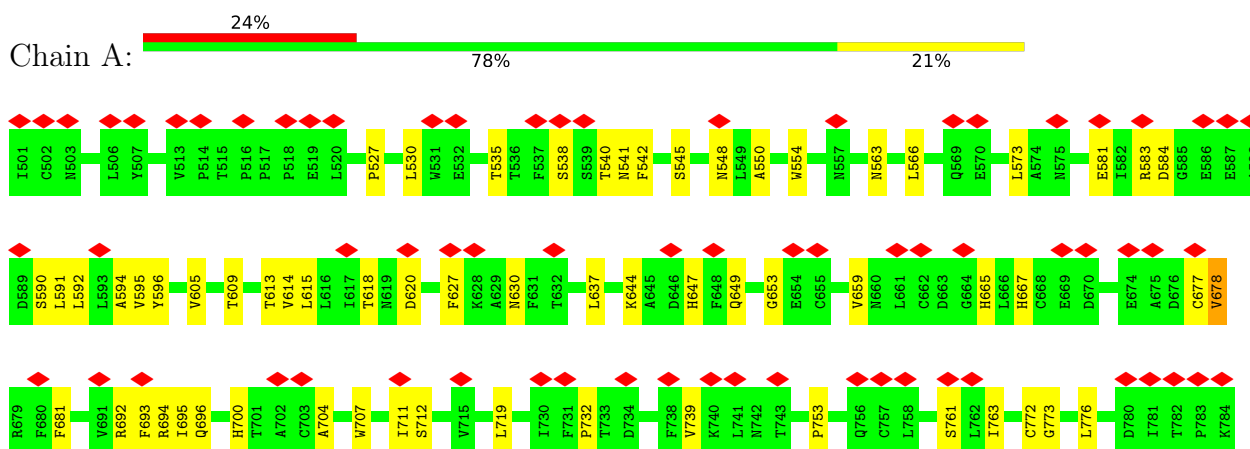 24%
Chain A:
78% 21%
I501 C502 N503 L506 Y507 V513 P514 T515 P516 P517 P518 E519 L520 P527 L530 W531 E532 T535 T536 F537 S538 S539 T540 N541 F542 S545 N548 L549 A550 W554 N557 N563 L566 Q569 E570 L573 A574 N575 E581 I582 R583 D584 G585 E586 E587
D589 S590 L591 L592 L593 A594 V595 Y596 V605 T609 T613 V614 L615 L616 I617 T618 N619 D620 F627 K628 A629 N630 F631 T632 L637 K644 A645 D646 H647 F648 Q649 G653 E654 C655 V659 N660 L661 C662 D663 G664 H665 L666 H667 C668 E669 D670 E674 A675 D676 C677 V678
R679 F680 F681 V691 R692 F693 R694 I695 Q696 H700 T701 A702 C703 A704 W707 I711 S712 V715 L719 I730 F731 P732 T733 D734 F738 V739 K740 L741 N742 T743 P753 Q756 C757 L758 S761 L762 I763 C772 G773 L776 D780 I781 T782 P783 K784